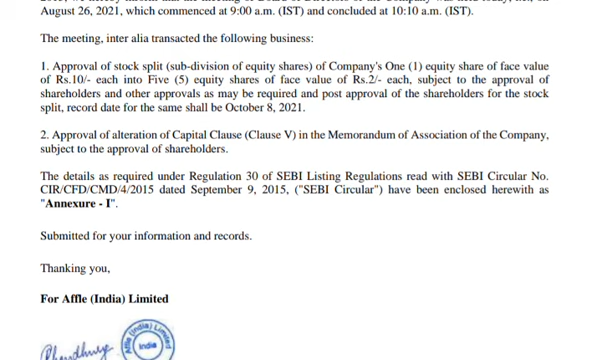 August 26, 2021, which commenced at 9:00 a.m. (IST) and concluded at 10:10 a.m. (IST).
The meeting, inter alia transacted the following business:
1. Approval of stock split (sub-division of equity shares) of Company's One (1) equity share of face value
of Rs.10/- each into Five (5) equity shares of face value of Rs.2/- each, subject to the approval of
shareholders and other approvals as may be required and post approval of the shareholders for the stock
split, record date for the same shall be October 8, 2021.
2. Approval of alteration of Capital Clause (Clause V) in the Memorandum of Association of the Company,
subject to the approval of shareholders.
The details as required under Regulation 30 of SEBI Listing Regulations read with SEBI Circular No.
CIR/CFD/CMD/4/2015 dated September 9, 2015, ("SEBI Circular") have been enclosed herewith as
"Annexure - I".
Submitted for your information and records.
Thanking you,
For Affle (India) Limited
Affle (India) Limited
India